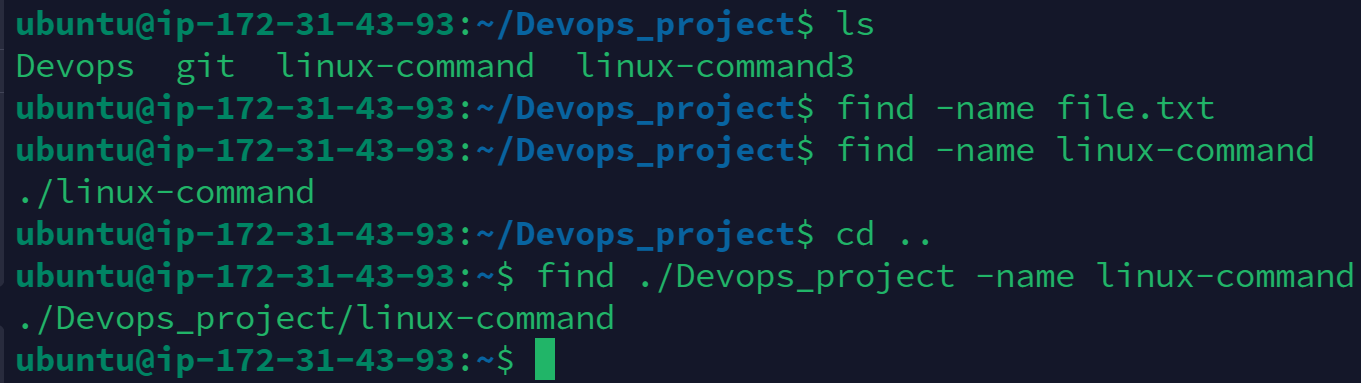 ubuntu@ip-172-31-43-93:~/Devops_project$ ls
Devops  git  linux-command  linux-command3
ubuntu@ip-172-31-43-93:~/Devops_project$ find -name file.txt
ubuntu@ip-172-31-43-93:~/Devops_project$ find -name linux-command
./linux-command
ubuntu@ip-172-31-43-93:~/Devops_project$ cd ..
ubuntu@ip-172-31-43-93:~$ find ./Devops_project -name linux-command
./Devops_project/linux-command
ubuntu@ip-172-31-43-93:~$